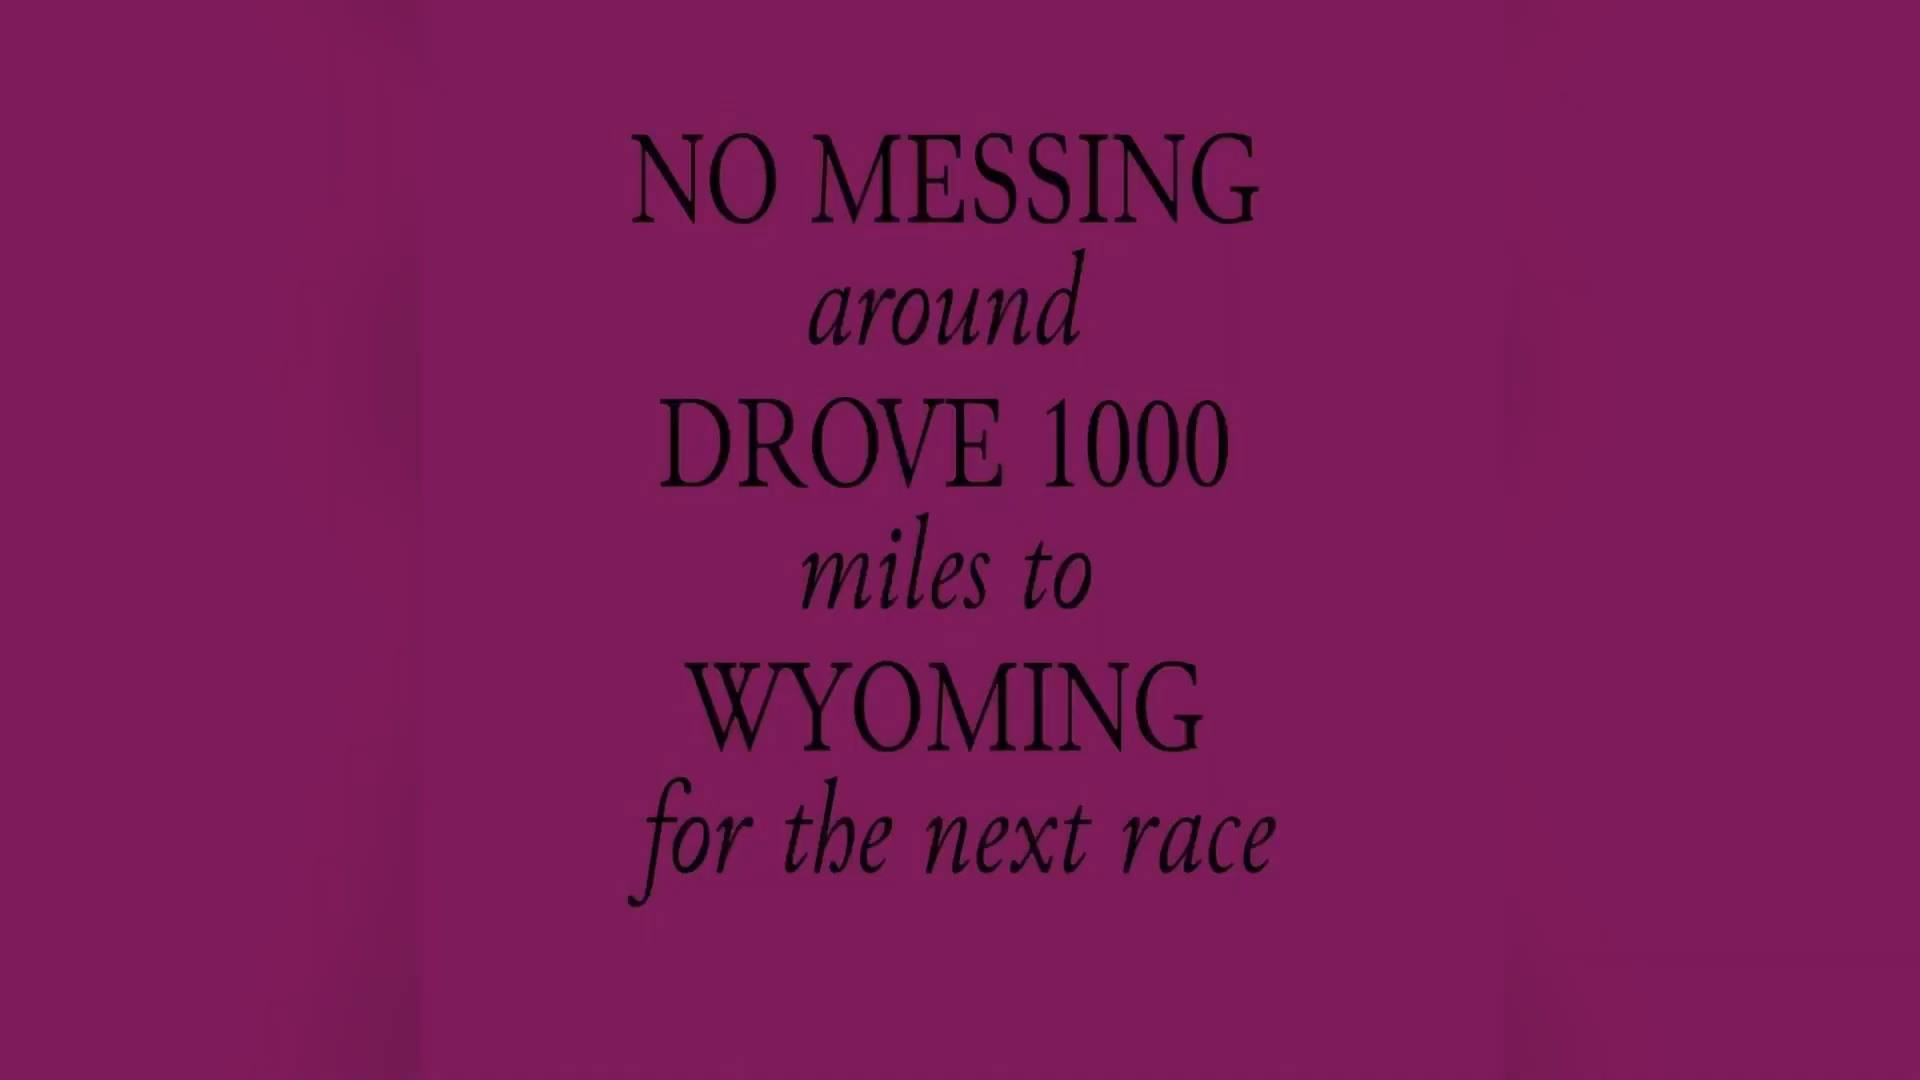 NO MESSING
around
DROVE 1000
miles to
WYOMING
for the next race